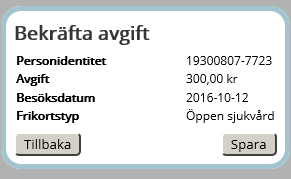 Bekräfta avgift
Personidentitet 19300807-7723
Avgift 300,00 kr
Besöksdatum 2016-10-12
Frikortstyp Öppen sjukvård
Tillbaka Spara